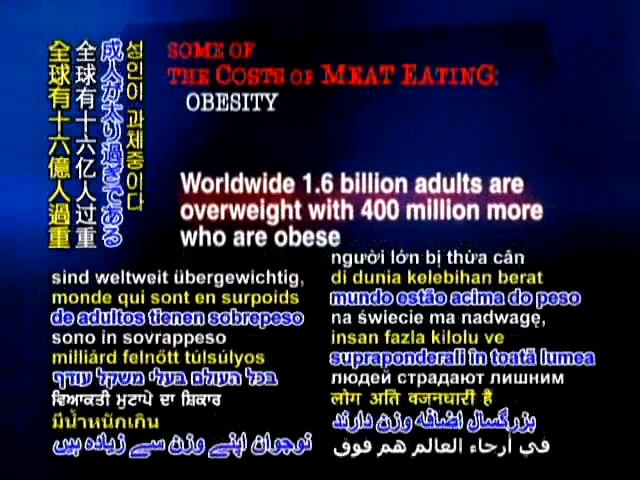 全球有十六億人過重
全球有十六亿人过重
成人が太り過ぎである
성인이 과체중이다
SOME OF
THE COSTS OF MEAT EATING:
OBESITY
Worldwide 1.6 billion adults are
overweight with 400 million more
who are obese
sind weltweit übergewichtig,
monde qui sont en surpoids
de adultos tienen sobrepeso
sono in sovrappeso
milliárd felnőtt túlsúlyos
בכל העולם בעלי משקל עודף
ਵਿਆਕਤੀ ਮੁਟਾਪੇ ਦਾ ਸ਼ਿਕਾਰ
มีน้ำหนักเกิน
نوجوان اپنے وزن سے زیادہ ہیں
người lớn bị thừa cân
di dunia kelebihan berat
mundo estão acima do peso
na świecie ma nadwagę,
insan fazla kilolu ve
supraponderali în toată lumea
людей страдают лишним
लोग अति वजनधारी हैं
بزرگسال اضافه وزن دارند
في أرجاء العالم هم فوق